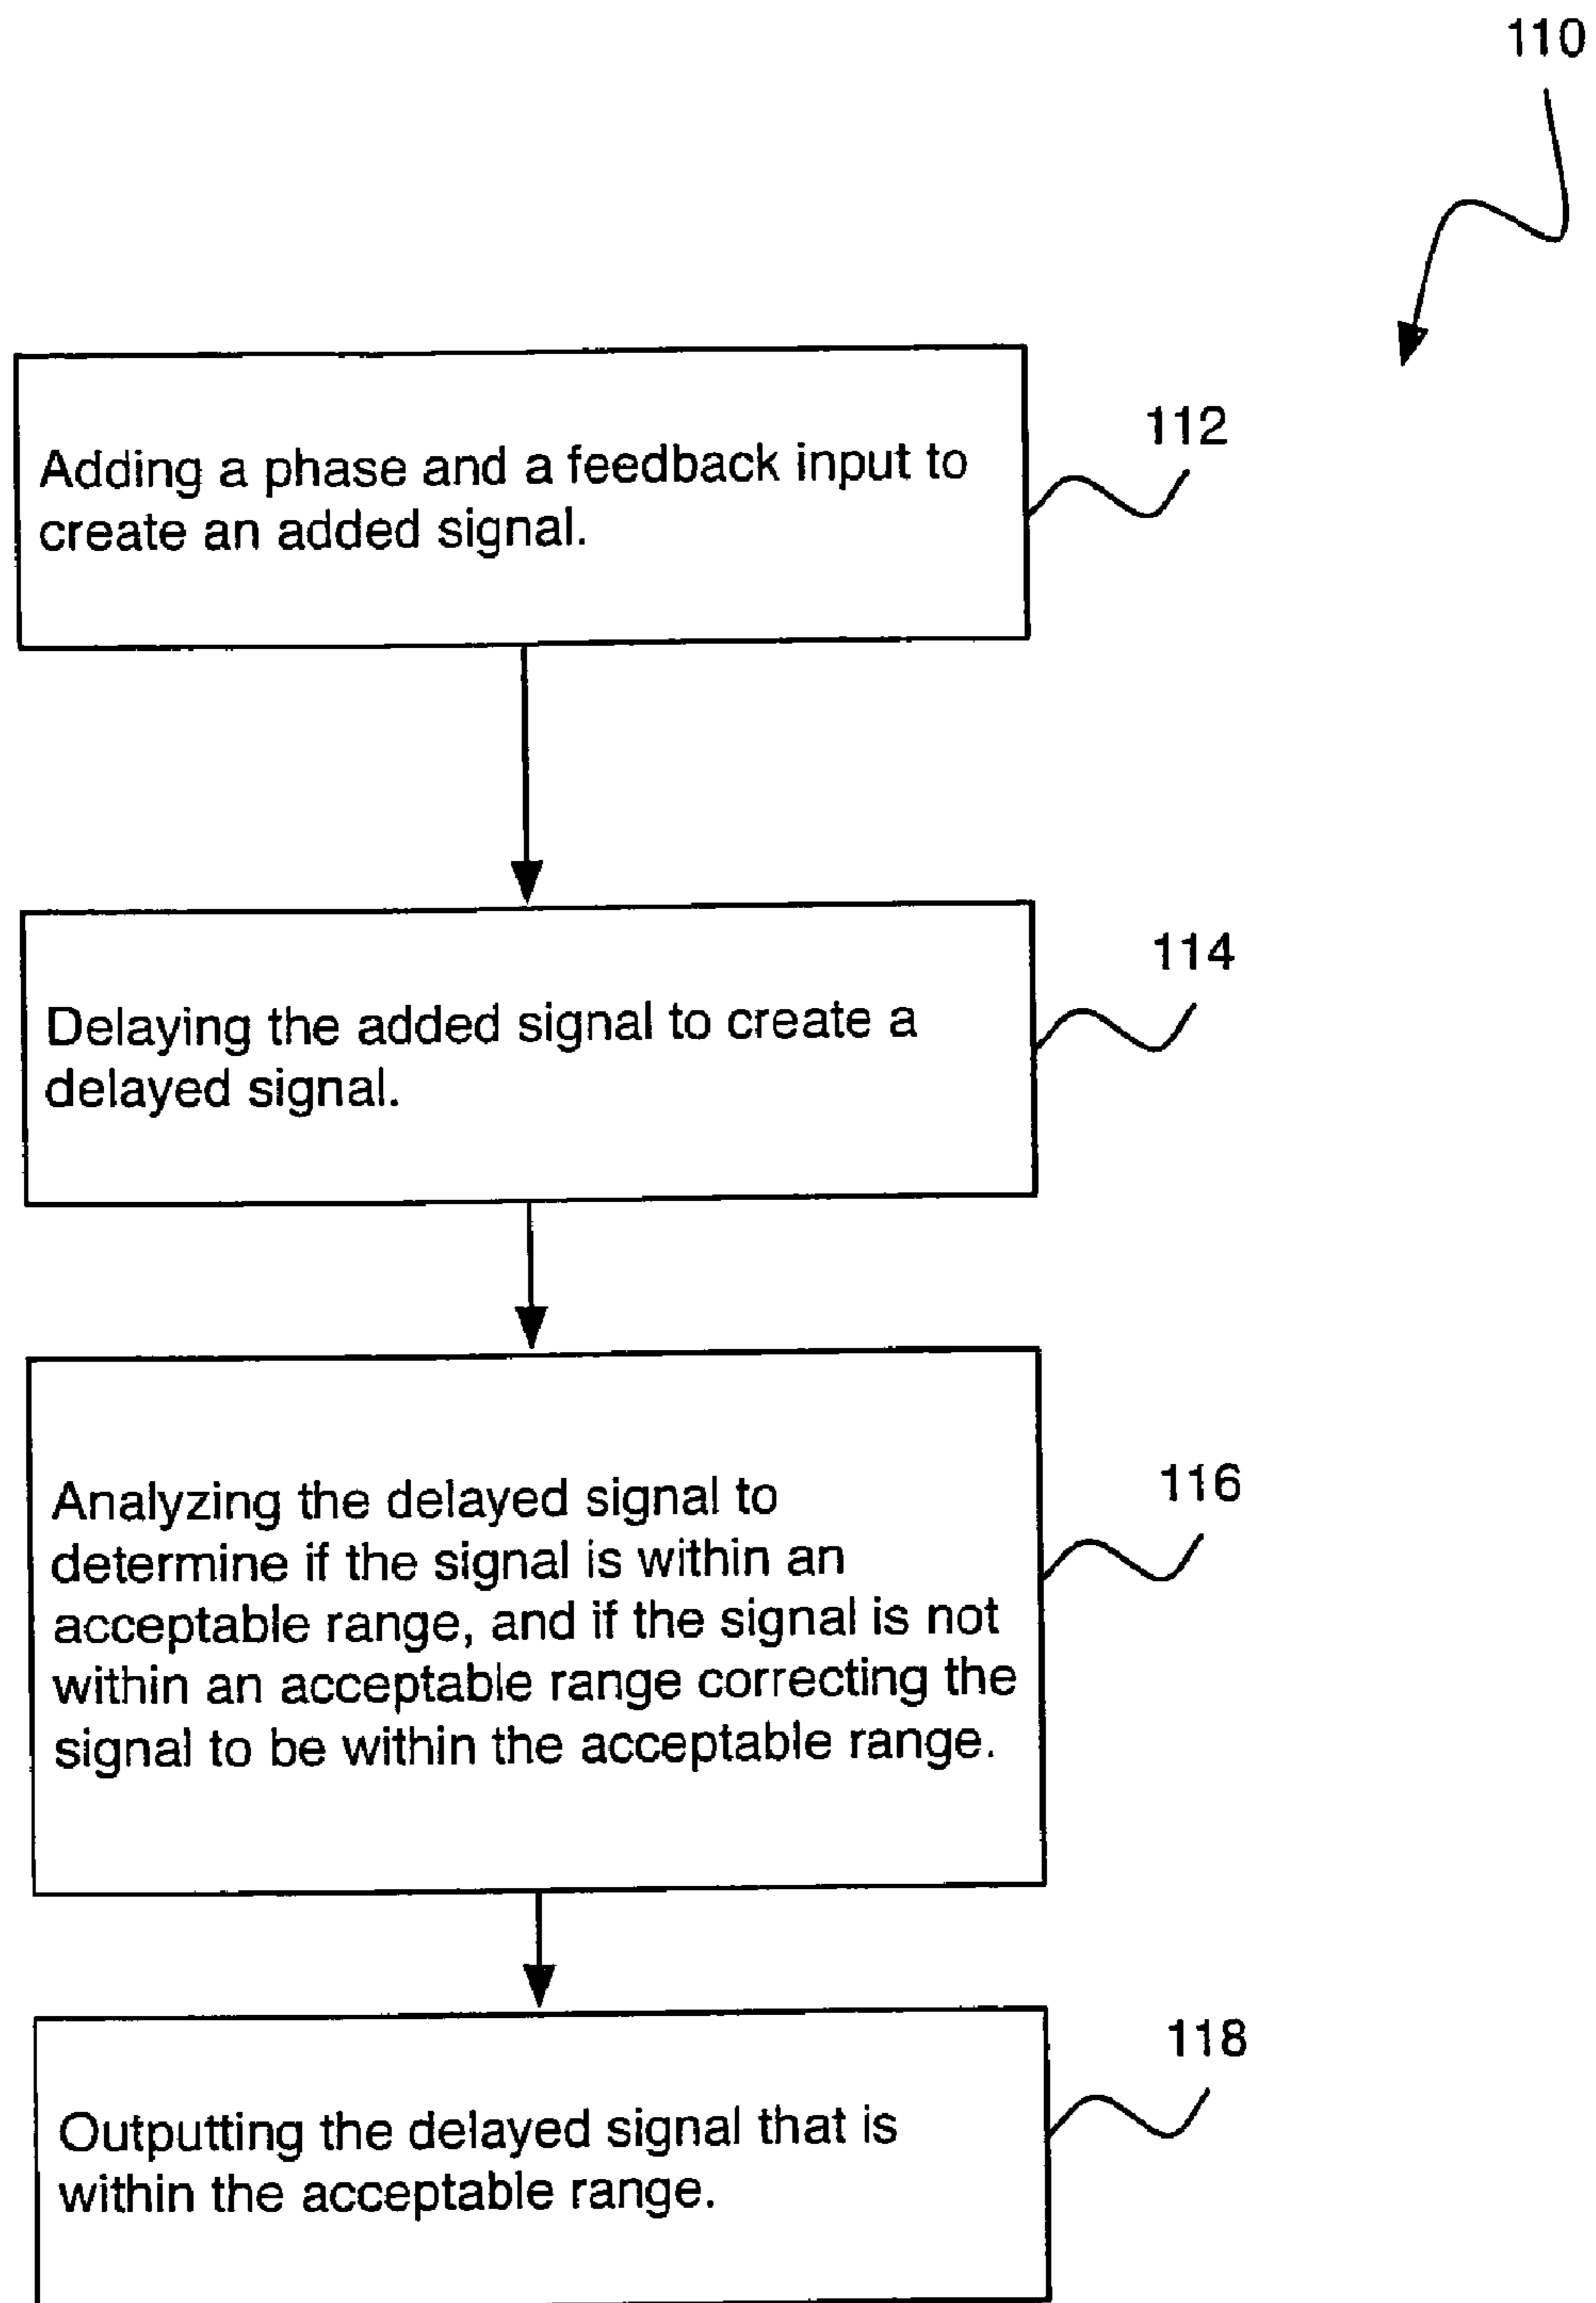 110
Adding a phase and a feedback input to
create an added signal.
112
Delaying the added signal to create a
delayed signal.
114
Analyzing the delayed signal to
determine if the signal is within an
acceptable range, and if the signal is not
within an acceptable range correcting the
signal to be within the acceptable range.
116
Outputting the delayed signal that is
within the acceptable range.
118